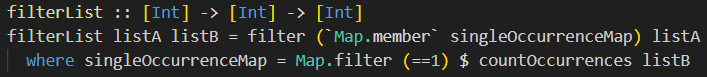 filterList :: [Int] -> [Int] -> [Int]
filterList listA listB = filter (`Map.member` singleOccurrenceMap) listA
  where singleOccurrenceMap = Map.filter (==1) $ countOccurrences listB